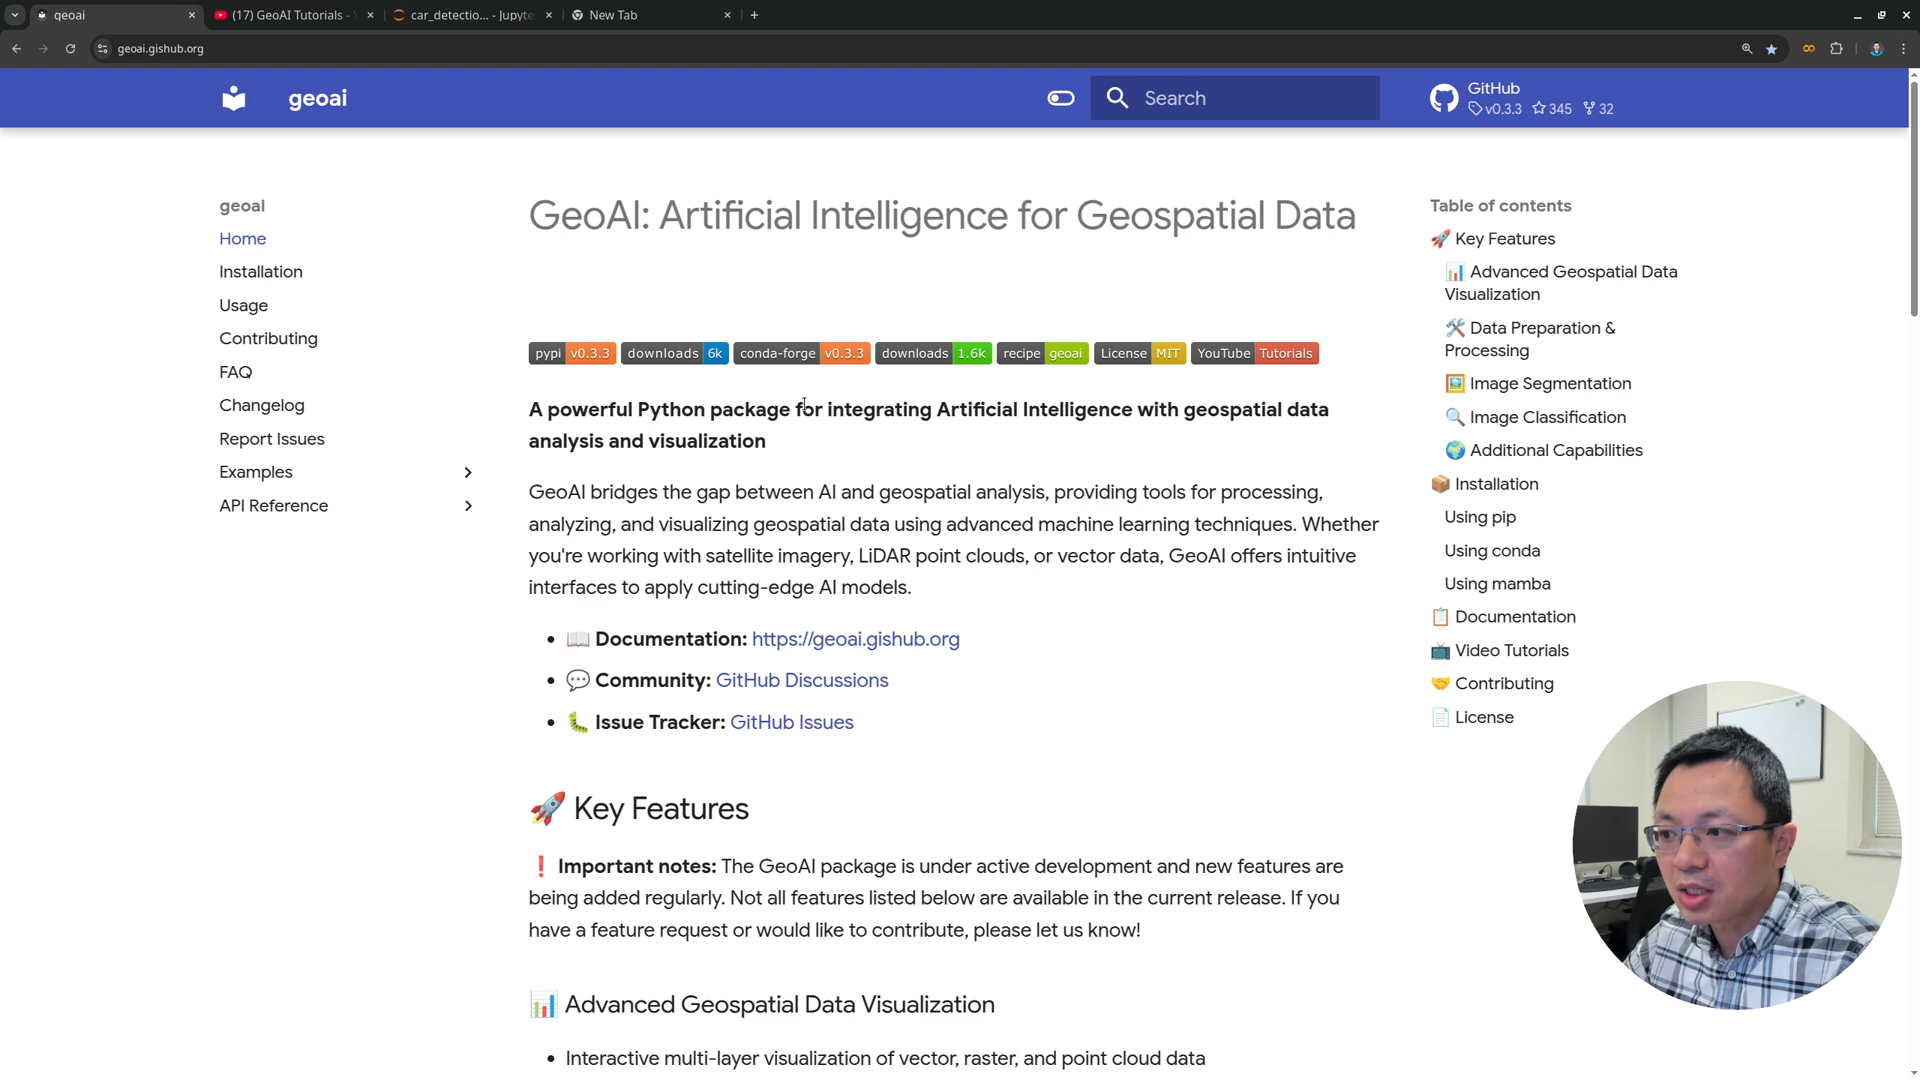 geoai
(17) GeoAI Tutorials -
car_detectio... - Jupyte
New Tab
geoai.gishub.org
geoai
Search
GitHub
v0.3.3 345 32
geoai
Home
Installation
Usage
Contributing
FAQ
Changelog
Report Issues
Examples
API Reference
GeoAI: Artificial Intelligence for Geospatial Data
pypi v0.3.3 downloads 6k conda-forge v0.3.3 downloads 1.6k recipe geoai License MIT YouTube Tutorials
A powerful Python package for integrating Artificial Intelligence with geospatial data
analysis and visualization
GeoAI bridges the gap between AI and geospatial analysis, providing tools for processing,
analyzing, and visualizing geospatial data using advanced machine learning techniques. Whether
you're working with satellite imagery, LiDAR point clouds, or vector data, GeoAI offers intuitive
interfaces to apply cutting-edge AI models.
• 📖 Documentation: https://geoai.gishub.org
• 💬 Community: GitHub Discussions
• 🐛 Issue Tracker: GitHub Issues
🚀 Key Features
❗ Important notes: The GeoAI package is under active development and new features are
being added regularly. Not all features listed below are available in the current release. If you
have a feature request or would like to contribute, please let us know!
📊 Advanced Geospatial Data Visualization
• Interactive multi-layer visualization of vector, raster, and point cloud data
Table of contents
🚀 Key Features
📊 Advanced Geospatial Data
Visualization
🛠️ Data Preparation &
Processing
🖼️ Image Segmentation
🔍 Image Classification
🌍 Additional Capabilities
📦 Installation
Using pip
Using conda
Using mamba
📋 Documentation
📺 Video Tutorials
🤝 Contributing
📄 License